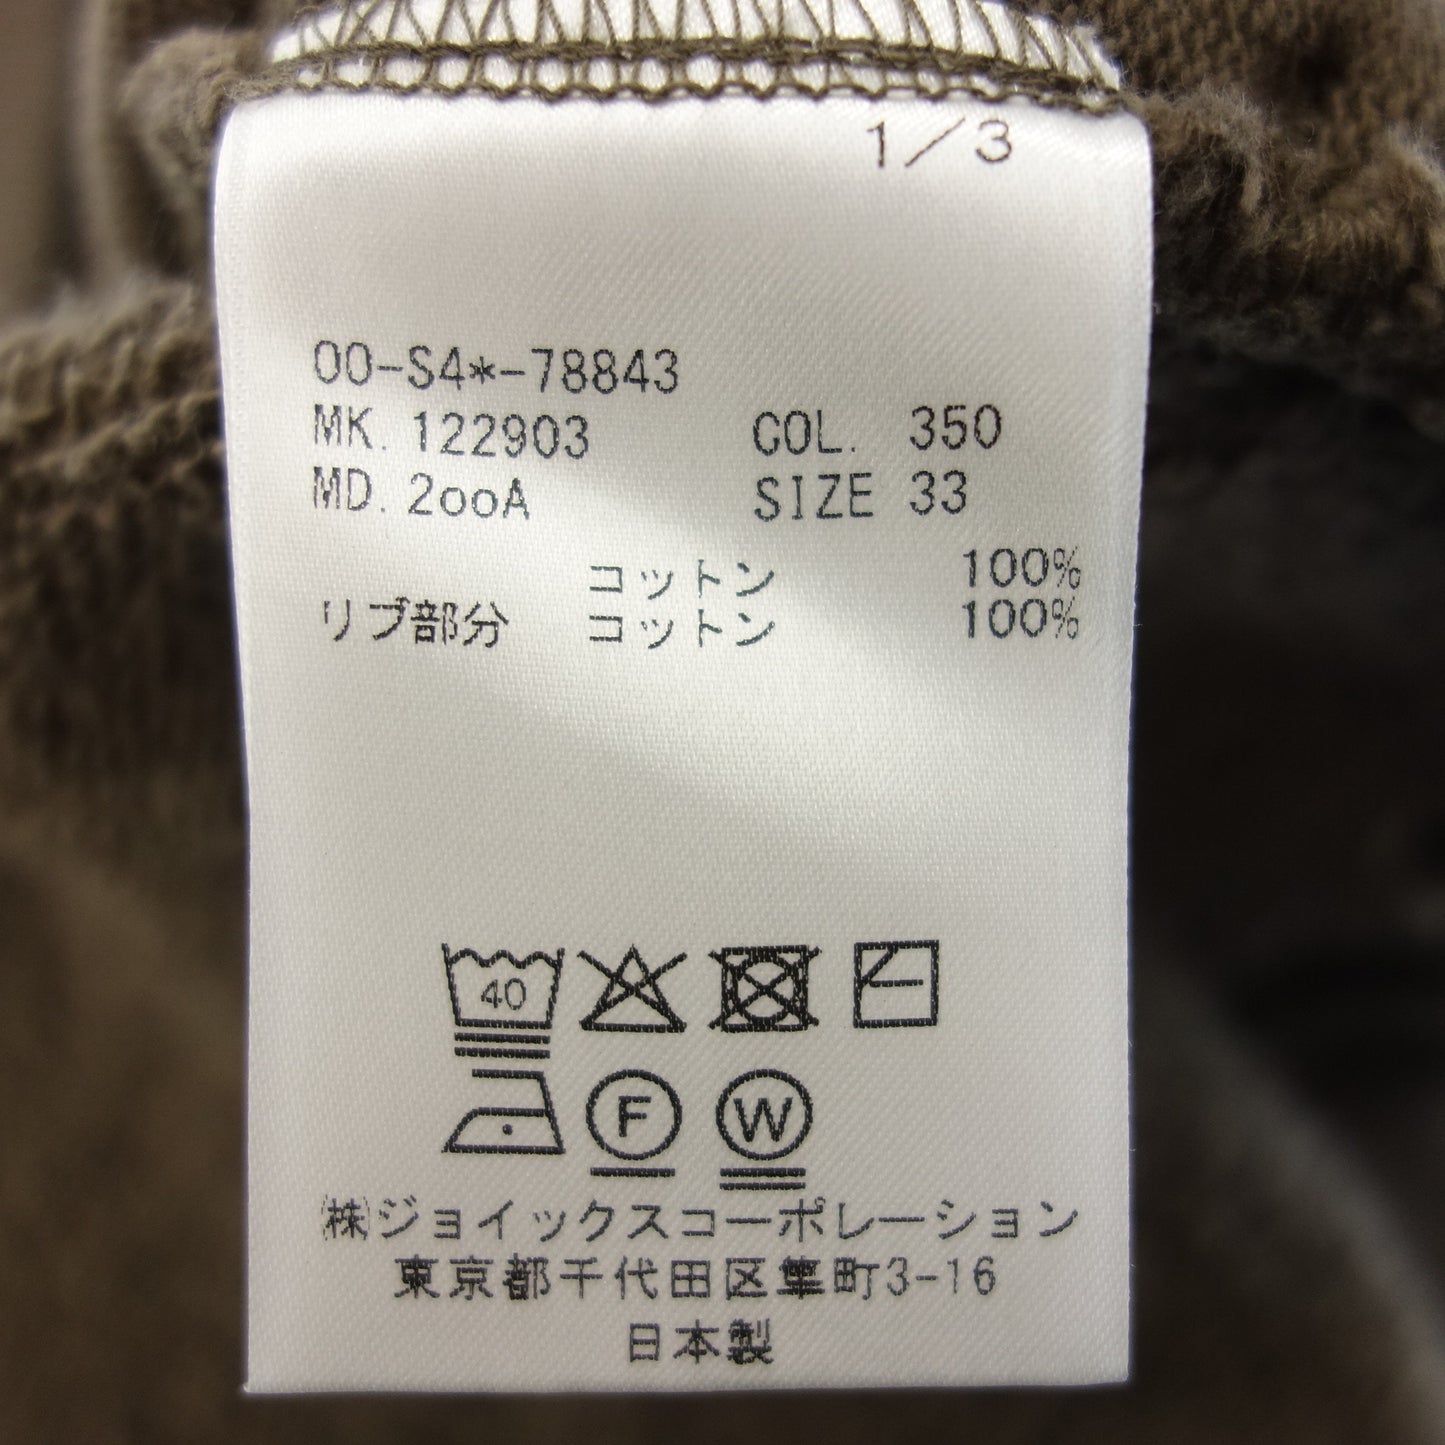 1/3
00-S4*-78843
MK. 122903 COL. 350
MD. 2ooA SIZE 33
コットン 100%
リブ部分 コットン 100%
40
F W
㈱ジョイックスコーポレーション
東京都千代田区隼町3-16
日本製